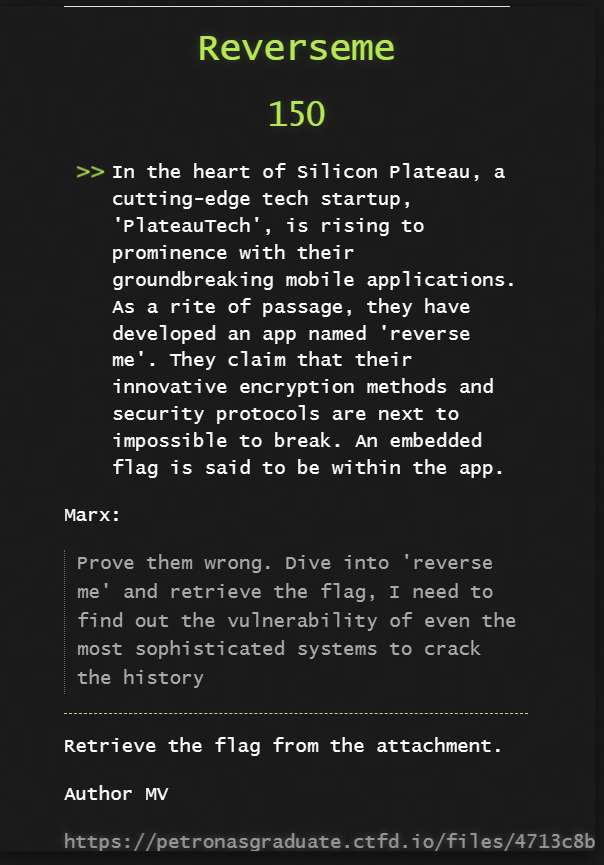 Reverseme
150
>> In the heart of Silicon Plateau, a
cutting-edge tech startup,
'PlateauTech', is rising to
prominence with their
groundbreaking mobile applications.
As a rite of passage, they have
developed an app named 'reverse
me'. They claim that their
innovative encryption methods and
security protocols are next to
impossible to break. An embedded
flag is said to be within the app.
Marx:
Prove them wrong. Dive into 'reverse
me' and retrieve the flag, I need to
find out the vulnerability of even the
most sophisticated systems to crack
the history
Retrieve the flag from the attachment.
Author MV
https://petronasgraduate.ctfd.io/files/4713c8b